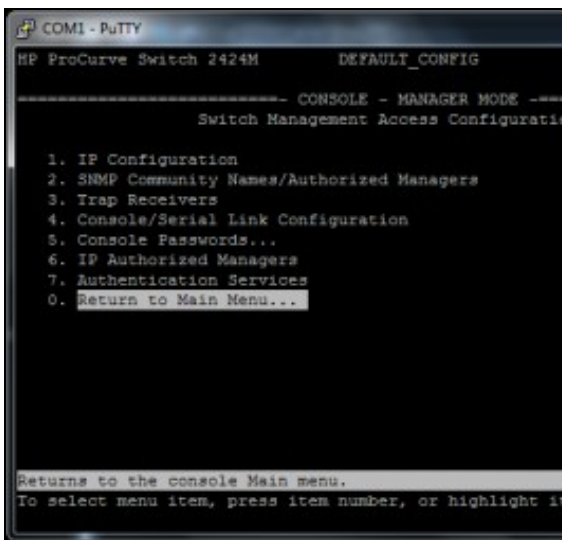 COM1 - PuTTY
HP ProCurve Switch 2424M DEFAULT_CONFIG
==========================- CONSOLE - MANAGER MODE -==
Switch Management Access Configuratio
1. IP Configuration
2. SNMP Community Names/Authorized Managers
3. Trap Receivers
4. Console/Serial Link Configuration
5. Console Passwords...
6. IP Authorized Managers
7. Authentication Services
0. Return to Main Menu...
Returns to the console Main menu.
To select menu item, press item number, or highlight it